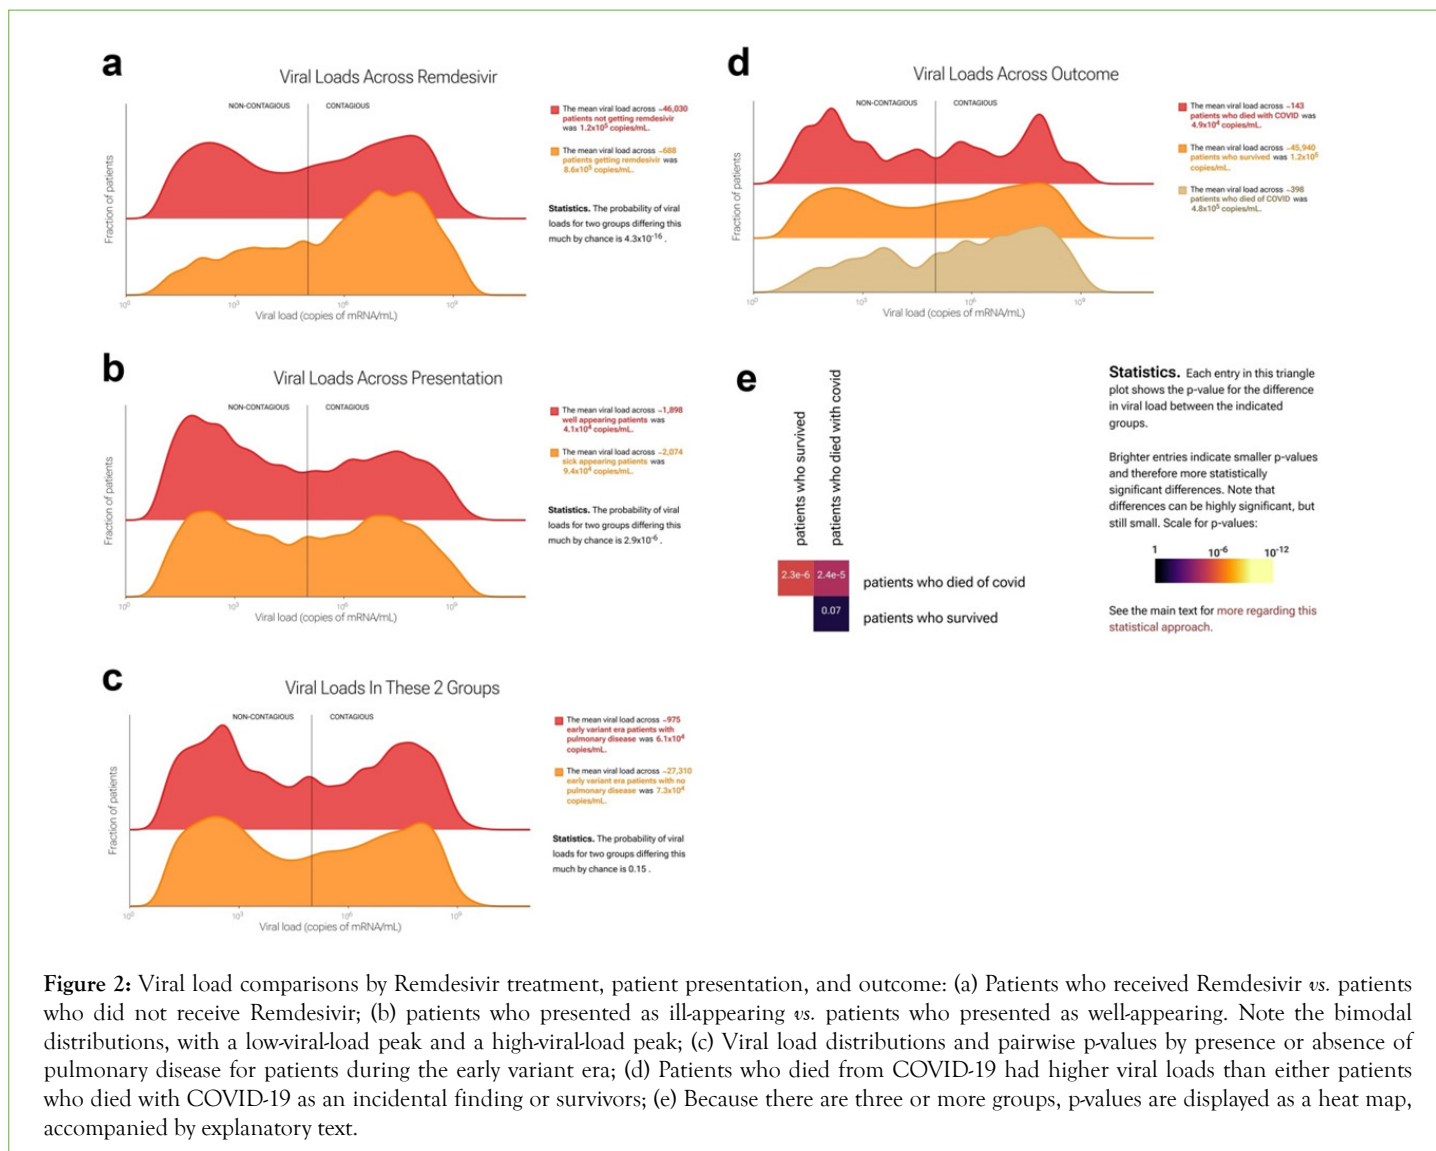 a
Viral Loads Across Remdesivir
NON-CONTAGIOUS
CONTAGIOUS
Fraction of patients
10⁰
10³
10⁶
10⁹
Viral load (copies of mRNA/mL)
The mean viral load across ~46,030
patients not getting remdesivir
was 1.2x10⁵ copies/mL.
The mean viral load across ~688
patients getting remdesivir was
8.6x10⁵ copies/mL.
Statistics. The probability of viral
loads for two groups differing this
much by chance is 4.3x10⁻¹⁶ .
b
Viral Loads Across Presentation
NON-CONTAGIOUS
CONTAGIOUS
Fraction of patients
10⁰
10³
10⁶
10⁹
Viral load (copies of mRNA/mL)
The mean viral load across ~1,898
well appearing patients was
4.1x10⁴ copies/mL.
The mean viral load across ~2,074
sick appearing patients was
9.4x10⁴ copies/mL.
Statistics. The probability of viral
loads for two groups differing this
much by chance is 2.9x10⁻⁶ .
c
Viral Loads In These 2 Groups
NON-CONTAGIOUS
CONTAGIOUS
Fraction of patients
10⁰
10³
10⁶
10⁹
Viral load (copies of mRNA/mL)
The mean viral load across ~975
early variant era patients with
pulmonary disease was 6.1x10⁴
copies/mL.
The mean viral load across ~27,310
early variant era patients with no
pulmonary disease was 7.3x10⁴
copies/mL.
Statistics. The probability of viral
loads for two groups differing this
much by chance is 0.15 .
d
Viral Loads Across Outcome
NON-CONTAGIOUS
CONTAGIOUS
Fraction of patients
10⁰
10³
10⁶
10⁹
Viral load (copies of mRNA/mL)
The mean viral load across ~143
patients who died with COVID was
4.9x10⁴ copies/mL.
The mean viral load across ~45,940
patients who survived was 1.2x10⁵
copies/mL.
The mean viral load across ~398
patients who died of COVID was
4.8x10⁵ copies/mL.
e
patients who survived
patients who died with covid
2.3e-6 2.4e-5
patients who died of covid
0.07
patients who survived
Statistics. Each entry in this triangle
plot shows the p-value for the difference
in viral load between the indicated
groups.
Brighter entries indicate smaller p-values
and therefore more statistically
significant differences. Note that
differences can be highly significant, but
still small. Scale for p-values:
1 10⁻⁶ 10⁻¹²
See the main text for more regarding this
statistical approach.
Figure 2: Viral load comparisons by Remdesivir treatment, patient presentation, and outcome: (a) Patients who received Remdesivir vs. patients
who did not receive Remdesivir; (b) patients who presented as ill-appearing vs. patients who presented as well-appearing. Note the bimodal
distributions, with a low-viral-load peak and a high-viral-load peak; (c) Viral load distributions and pairwise p-values by presence or absence of
pulmonary disease for patients during the early variant era; (d) Patients who died from COVID-19 had higher viral loads than either patients
who died with COVID-19 as an incidental finding or survivors; (e) Because there are three or more groups, p-values are displayed as a heat map,
accompanied by explanatory text.